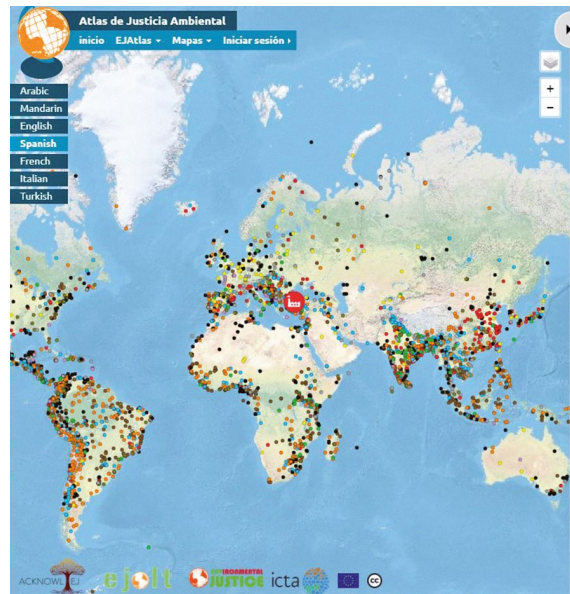 Atlas de Justicia Ambiental
inicio EJAtlas Mapas Iniciar sesión
Arabic
Mandarin
English
Spanish
French
Italian
Turkish
+
−
ACKNOWL EJ
ejolt
ENVIRONMENTAL
JUSTICE
icta
cc